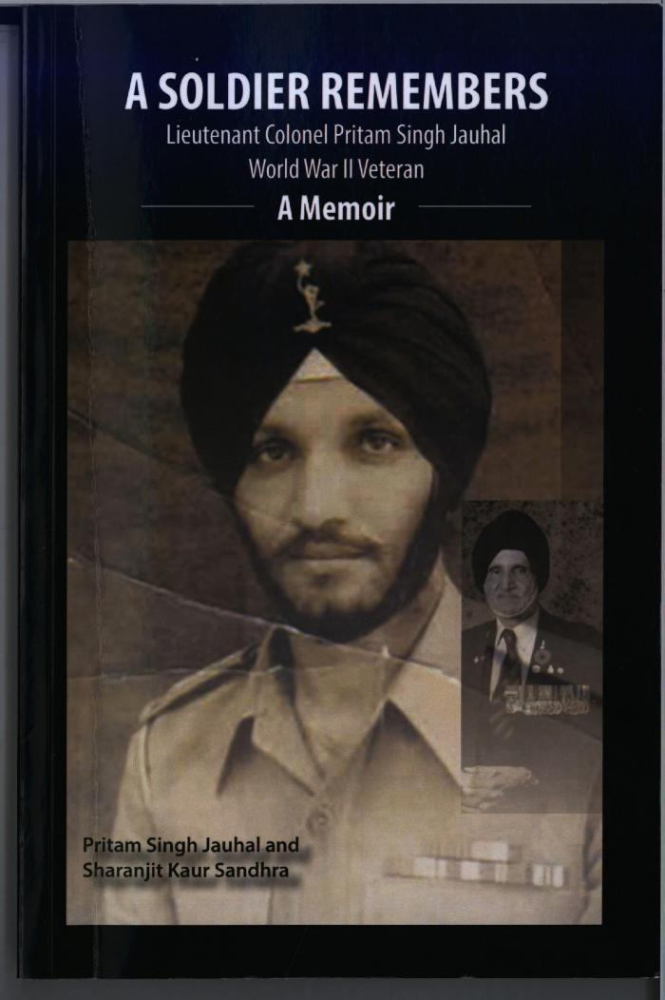 A SOLDIER REMEMBERS
Lieutenant Colonel Pritam Singh Jauhal
World War II Veteran
A Memoir
Pritam Singh Jauhal and
Sharanjit Kaur Sandhra